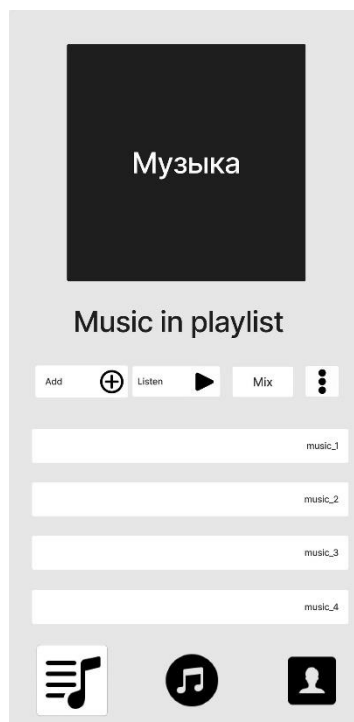 Музыка
Music in playlist
Add Listen Mix
music_1
music_2
music_3
music_4